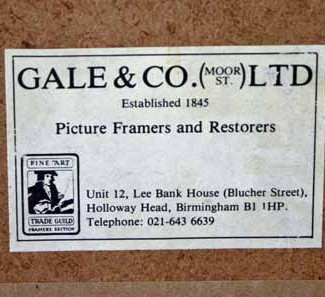 GALE & CO. (MOOR ST.) LTD
Established 1845
Picture Framers and Restorers
FINE ART
TRADE GUILD
FRAMERS SECTION
Unit 12, Lee Bank House (Blucher Street),
Holloway Head, Birmingham B1 1HP.
Telephone: 021-643 6639